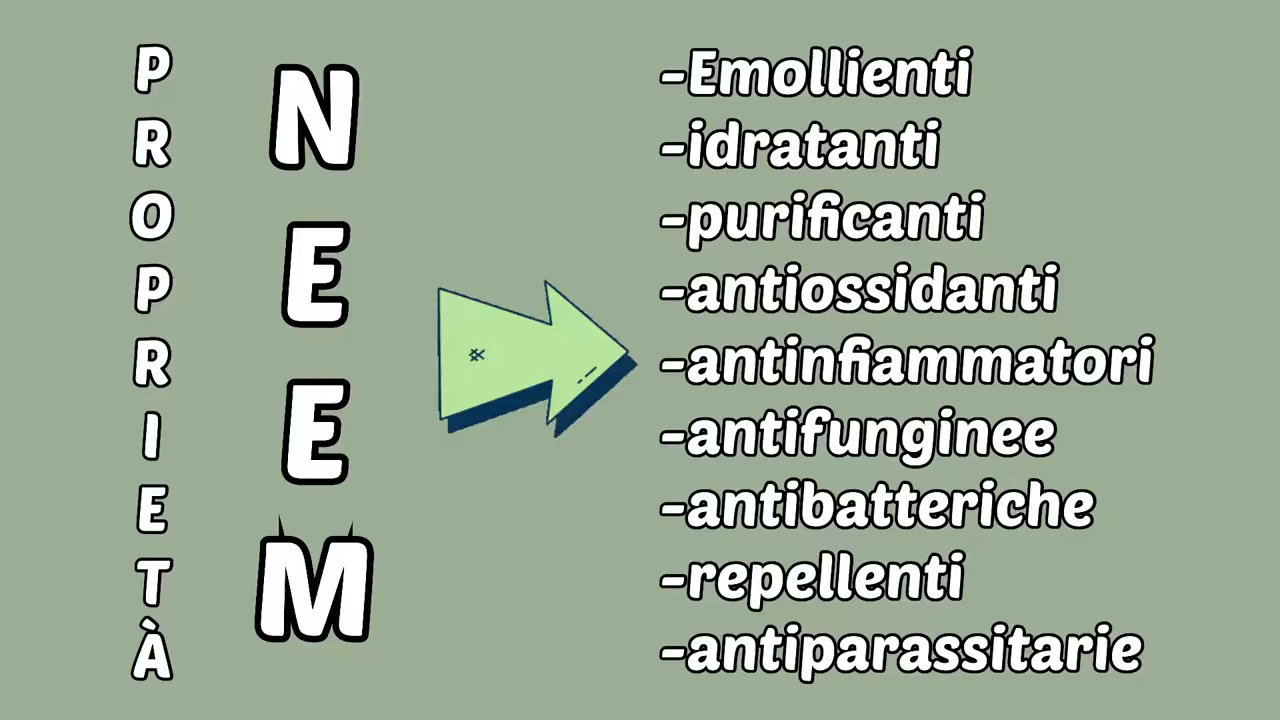 PROPRIETÀ
NEEM
-Emollienti
-idratanti
-purificanti
-antiossidanti
-antinfiammatori
-antifunginee
-antibatteriche
-repellenti
-antiparassitarie